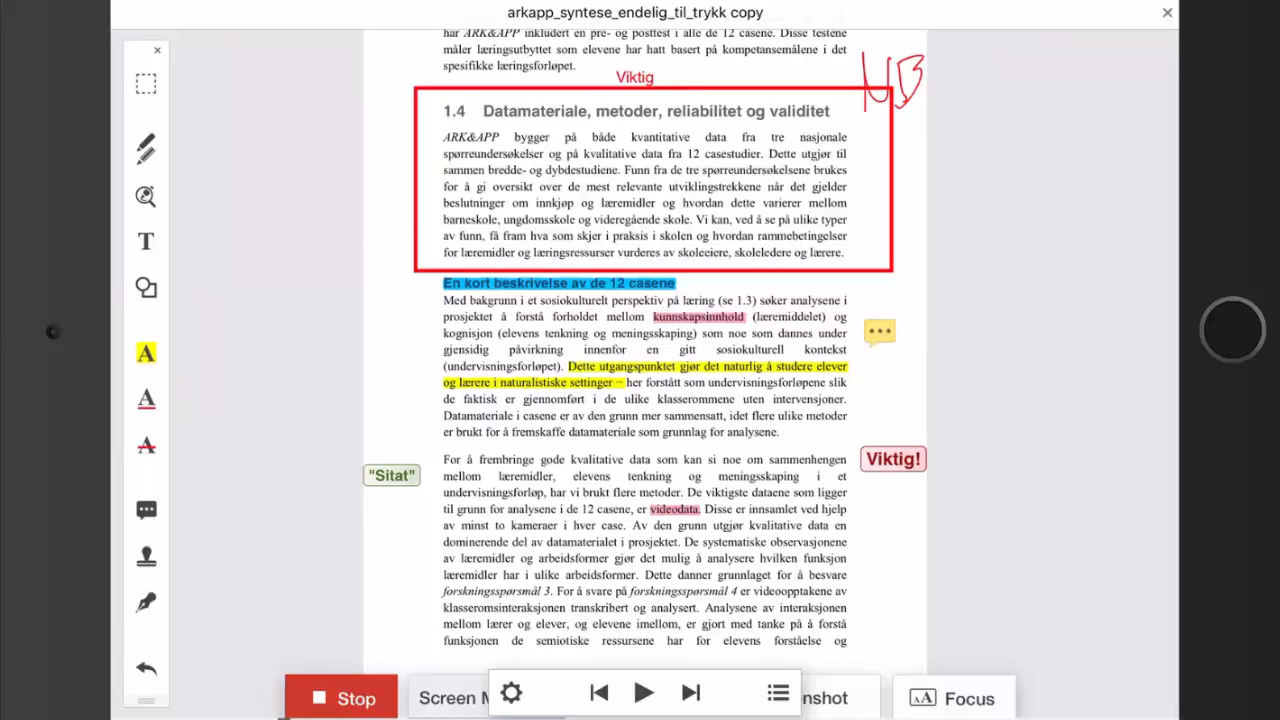 arkapp_syntese_endelig_til_trykk copy
har ARK&APP inkludert en pre- og posttest i alle de 12 casene. Disse testene
måler læringsutbyttet som elevene har hatt basert på kompetansemålene i det
spesifikke læringsforløpet.
Viktig
NB
1.4 Datamateriale, metoder, reliabilitet og validitet
ARK&APP bygger på både kvantitative data fra tre nasjonale
spørreundersøkelser og på kvalitative data fra 12 casestudier. Dette utgjør til
sammen bredde- og dybdestudiene. Funn fra de tre spørreundersøkelsene brukes
for å gi oversikt over de mest relevante utviklingstrekkene når det gjelder
beslutninger om innkjøp og læremidler og hvordan dette varierer mellom
barneskole, ungdomsskole og videregående skole. Vi kan, ved å se på ulike typer
av funn, få fram hva som skjer i praksis i skolen og hvordan rammebetingelser
for læremidler og læringsressurser vurderes av skoleeiere, skoleledere og lærere.
En kort beskrivelse av de 12 casene
Med bakgrunn i et sosiokulturelt perspektiv på læring (se 1.3) søker analysene i
prosjektet å forstå forholdet mellom kunnskapsinnhold (læremiddelet) og
kognisjon (elevens tenkning og meningsskaping) som noe som dannes under
gjensidig påvirkning innenfor en gitt sosiokulturell kontekst
(undervisningsforløpet). Dette utgangspunktet gjør det naturlig å studere elever
og lærere i naturalistiske settinger – her forstått som undervisningsforløpene slik
de faktisk er gjennomført i de ulike klasserommene uten intervensjoner.
Datamateriale i casene er av den grunn mer sammensatt, idet flere ulike metoder
er brukt for å fremskaffe datamateriale som grunnlag for analysene.
Viktig!
"Sitat"
For å frembringe gode kvalitative data som kan si noe om sammenhengen
mellom læremidler, elevens tenkning og meningsskaping i et
undervisningsforløp, har vi brukt flere metoder. De viktigste dataene som ligger
til grunn for analysene i de 12 casene, er videodata. Disse er innsamlet ved hjelp
av minst to kameraer i hver case. Av den grunn utgjør kvalitative data en
dominerende del av datamaterialet i prosjektet. De systematiske observasjonene
av læremidler og arbeidsformer gjør det mulig å analysere hvilken funksjon
læremidler har i ulike arbeidsformer. Dette danner grunnlaget for å besvare
forskningsspørsmål 3. For å svare på forskningsspørsmål 4 er videoopptakene av
klasseromsinteraksjonen transkribert og analysert. Analysene av interaksjonen
mellom lærer og elever, og elevene imellom, er gjort med tanke på å forstå
funksjonen de semiotiske ressursene har for elevens forståelse og
T
A
A
A
Stop
Screen M
nshot
AA Focus